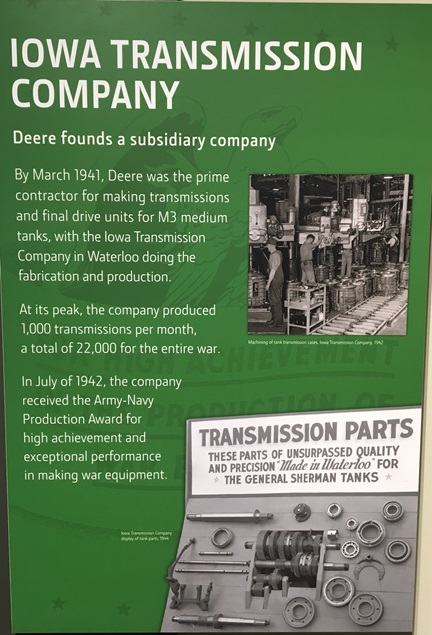 IOWA TRANSMISSION
COMPANY
Deere founds a subsidiary company
By March 1941, Deere was the prime
contractor for making transmissions
and final drive units for M3 medium
tanks, with the Iowa Transmission
Company in Waterloo doing the
fabrication and production.
At its peak, the company produced
1,000 transmissions per month,
a total of 22,000 for the entire war.
In July of 1942, the company
received the Army-Navy
Production Award for
high achievement and
exceptional performance
in making war equipment.
Machining of tank transmission cases, Iowa Transmission Company, 1942
HIGH ACHIEVEMENT
PRODUCTION OF
TRANSMISSION PARTS
THESE PARTS OF UNSURPASSED QUALITY
AND PRECISION "Made in Waterloo" FOR
THE GENERAL SHERMAN TANKS
Iowa Transmission Company
display of tank parts, 1944